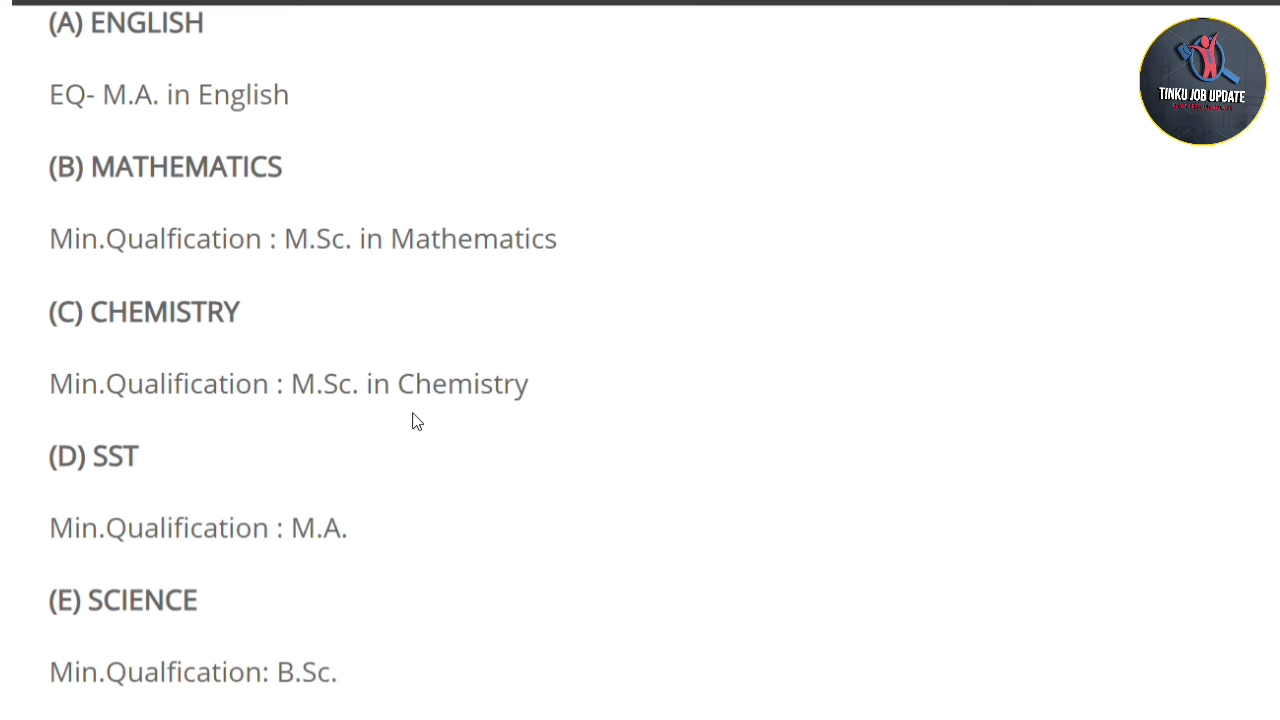 (A) ENGLISH
TINKU JOB UPDATE
EQ- M.A. in English
(B) MATHEMATICS
Min.Qualfication : M.Sc. in Mathematics
(C) CHEMISTRY
Min.Qualification : M.Sc. in Chemistry
(D) SST
Min.Qualification : M.A.
(E) SCIENCE
Min.Qualfication: B.Sc.